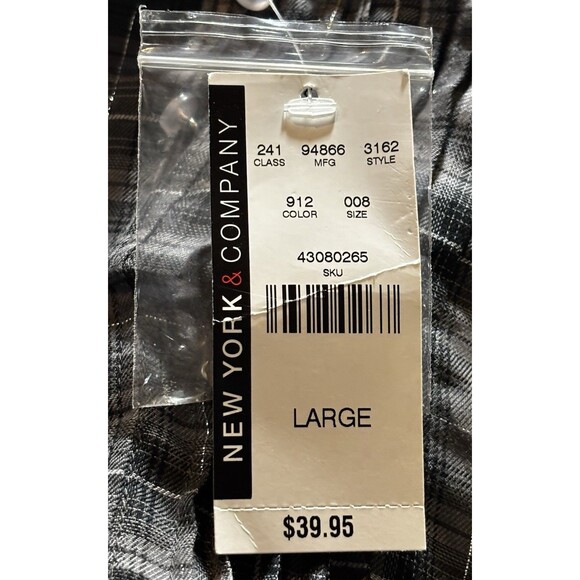 NEW YORK & COMPANY
241 94866 3162
CLASS MFG STYLE
912 008
COLOR SIZE
43080265
SKU
LARGE
$39.95